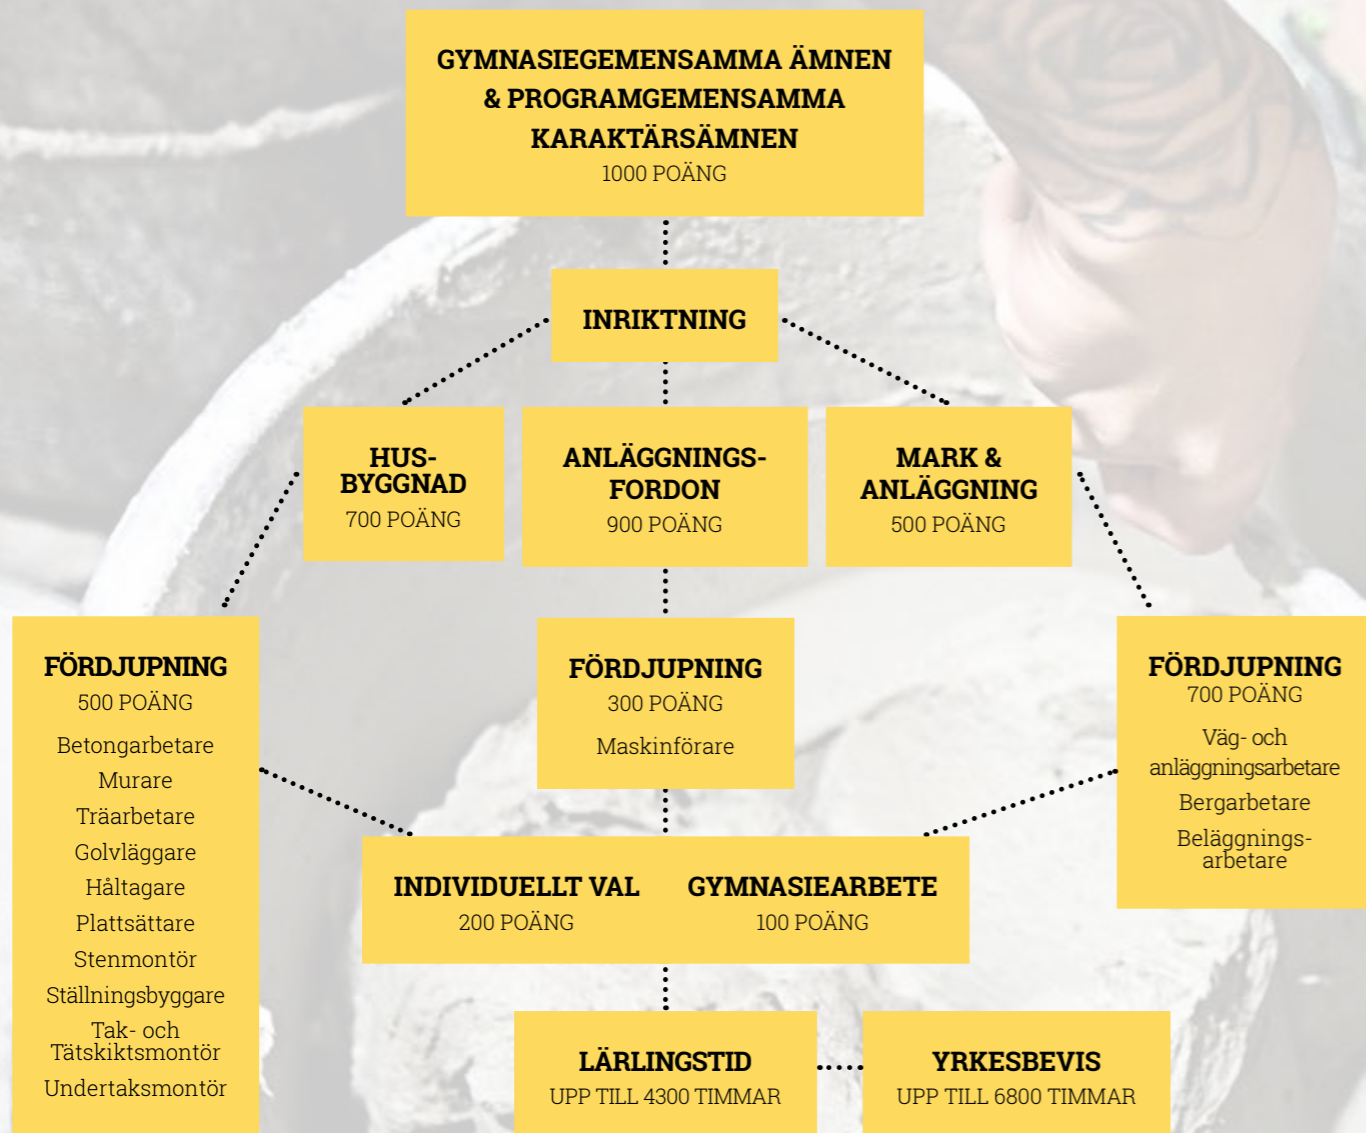 GYMNASIEGEMENSAMMA ÄMNEN
& PROGRAMGEMENSAMMA
KARAKTÄRSÄMNEN
1000 POÄNG
INRIKTNING
HUS-
BYGGNAD
700 POÄNG
ANLÄGGNINGS-
FORDON
900 POÄNG
MARK &
ANLÄGGNING
500 POÄNG
FÖRDJUPNING
500 POÄNG
Betongarbetare
Murare
Träarbetare
Golvläggare
Håltagare
Plattsättare
Stenmontör
Ställningsbyggare
Tak- och
Tätskiktsmontör
Undertaksmontör
FÖRDJUPNING
300 POÄNG
Maskinförare
FÖRDJUPNING
700 POÄNG
Väg- och
anläggningsarbetare
Bergarbetare
Beläggnings-
arbetare
INDIVIDUELLT VAL
200 POÄNG
GYMNASIEARBETE
100 POÄNG
LÄRLINGSTID
UPP TILL 4300 TIMMAR
YRKESBEVIS
UPP TILL 6800 TIMMAR